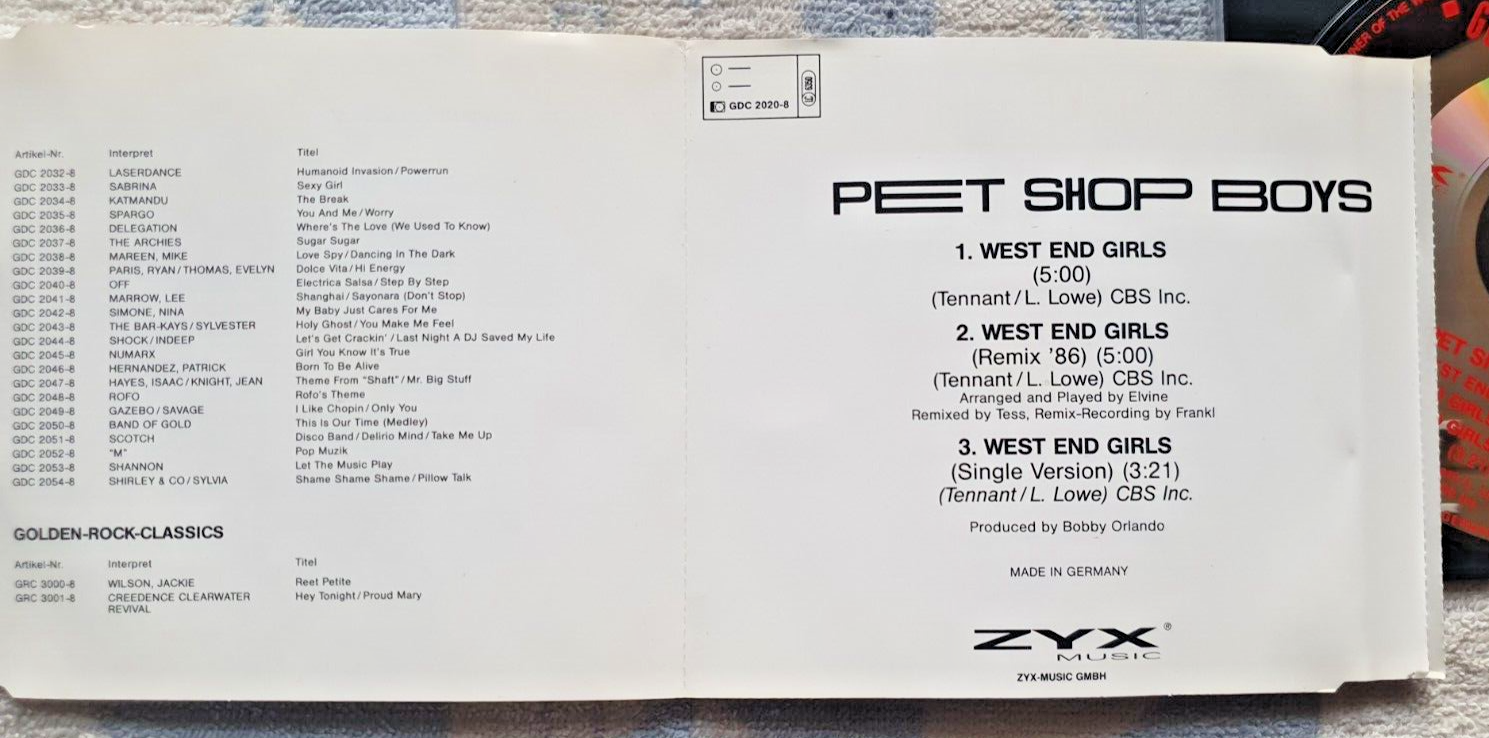 Artikel-Nr. Interpret Titel
GDC 2032-8 LASERDANCE Humanoid Invasion/Powerrun
GDC 2033-8 SABRINA Sexy Girl
GDC 2034-8 KATMANDU The Break
GDC 2035-8 SPARGO You And Me/Worry
GDC 2036-8 DELEGATION Where's The Love (We Used To Know)
GDC 2037-8 THE ARCHIES Sugar Sugar
GDC 2038-8 MAREEN, MIKE Love Spy/Dancing In The Dark
GDC 2039-8 PARIS, RYAN/THOMAS, EVELYN Dolce Vita/Hi Energy
GDC 2040-8 OFF Electrica Salsa/Step By Step
GDC 2041-8 MARROW, LEE Shanghai/Sayonara (Don't Stop)
GDC 2042-8 SIMONE, NINA My Baby Just Cares For Me
GDC 2043-8 THE BAR-KAYS/SYLVESTER Holy Ghost/You Make Me Feel
GDC 2044-8 SHOCK/INDEEP Let's Get Crackin'/Last Night A DJ Saved My Life
GDC 2045-8 NUMARX Girl You Know It's True
GDC 2046-8 HERNANDEZ, PATRICK Born To Be Alive
GDC 2047-8 HAYES, ISAAC/KNIGHT, JEAN Theme From "Shaft"/Mr. Big Stuff
GDC 2048-8 ROFO Rofo's Theme
GDC 2049-8 GAZEBO/SAVAGE I Like Chopin/Only You
GDC 2050-8 BAND OF GOLD This Is Our Time (Medley)
GDC 2051-8 SCOTCH Disco Band/Delirio Mind/Take Me Up
GDC 2052-8 "M" Pop Muzik
GDC 2053-8 SHANNON Let The Music Play
GDC 2054-8 SHIRLEY & CO/SYLVIA Shame Shame Shame/Pillow Talk
GOLDEN-ROCK-CLASSICS
Artikel-Nr. Interpret Titel
GRC 3000-8 WILSON, JACKIE Reet Petite
GRC 3001-8 CREEDENCE CLEARWATER Hey Tonight/Proud Mary
REVIVAL
GDC 2020-8
PET SHOP BOYS
1. WEST END GIRLS
(5:00)
(Tennant/L. Lowe) CBS Inc.
2. WEST END GIRLS
(Remix '86) (5:00)
(Tennant/L. Lowe) CBS Inc.
Arranged and Played by Elvine
Remixed by Tess, Remix-Recording by Frankl
3. WEST END GIRLS
(Single Version) (3:21)
(Tennant/L. Lowe) CBS Inc.
Produced by Bobby Orlando
MADE IN GERMANY
ZYX®
MUSIC
ZYX-MUSIC GMBH